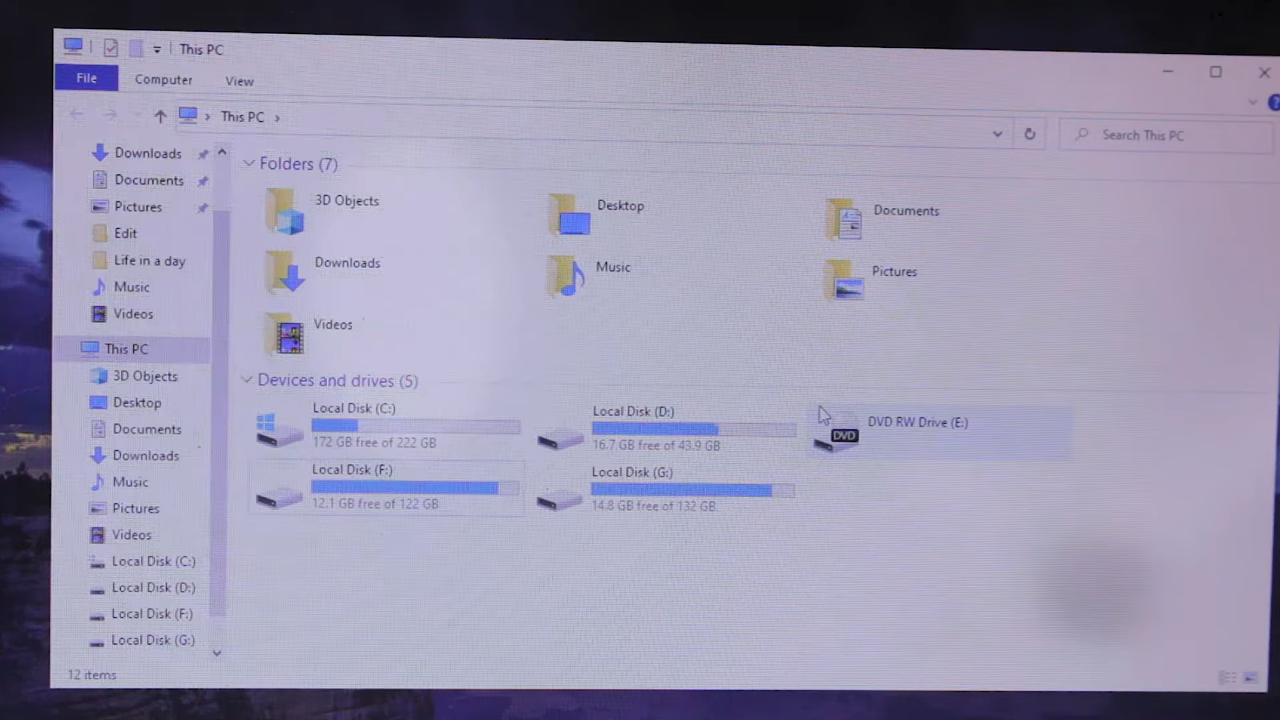 This PC
File Computer View
This PC
Search This PC
Downloads
Documents
Pictures
Edit
Life in a day
Music
Videos
This PC
3D Objects
Desktop
Documents
Downloads
Music
Pictures
Videos
Local Disk (C:)
Local Disk (D:)
Local Disk (F:)
Local Disk (G:)
Folders (7)
3D Objects
Desktop
Documents
Downloads
Music
Pictures
Videos
Devices and drives (5)
Local Disk (C:)
172 GB free of 222 GB
Local Disk (D:)
16.7 GB free of 43.9 GB
DVD RW Drive (E:)
DVD
Local Disk (F:)
12.1 GB free of 122 GB
Local Disk (G:)
14.8 GB free of 132 GB
12 items